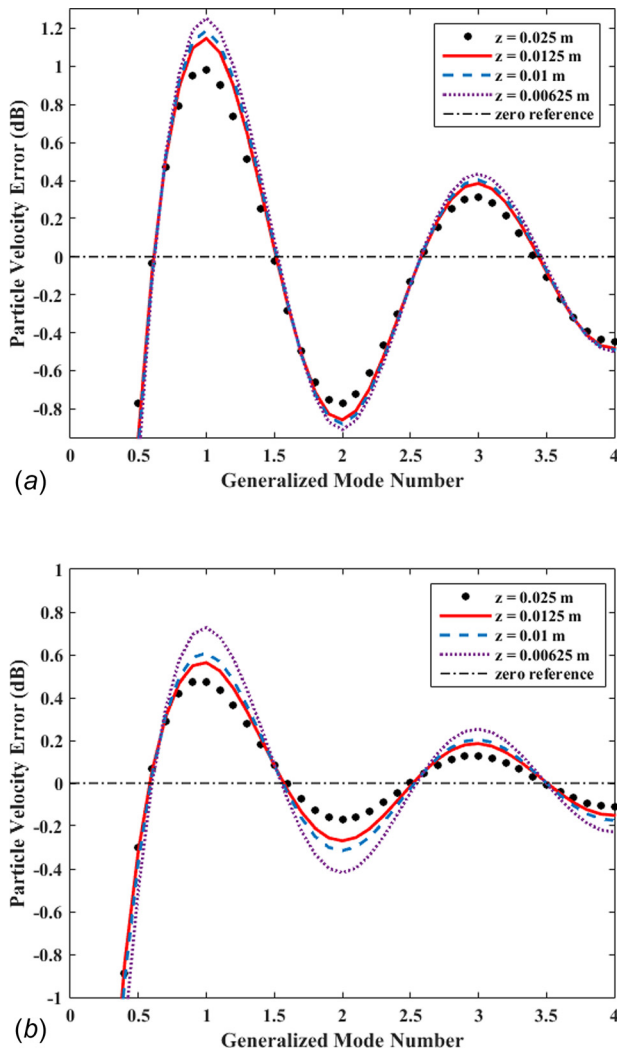 1.2
1
0.8
0.6
0.4
0.2
0
-0.2
-0.4
-0.6
-0.8
Particle Velocity Error (dB)
z = 0.025 m
z = 0.0125 m
z = 0.01 m
z = 0.00625 m
zero reference
0 0.5 1 1.5 2 2.5 3 3.5 4
Generalized Mode Number
(a)
1
0.8
0.6
0.4
0.2
0
-0.2
-0.4
-0.6
-0.8
-1
Particle Velocity Error (dB)
z = 0.025 m
z = 0.0125 m
z = 0.01 m
z = 0.00625 m
zero reference
0 0.5 1 1.5 2 2.5 3 3.5 4
Generalized Mode Number
(b)